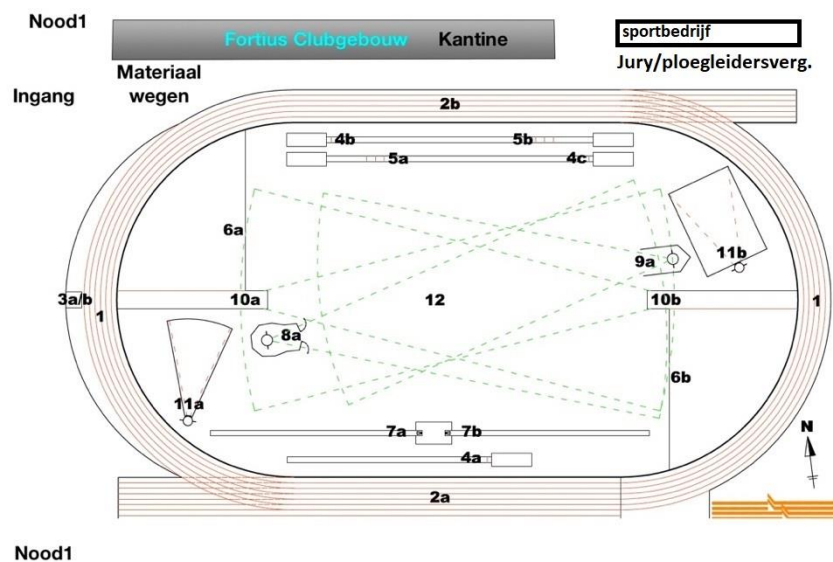 Nood1
Fortius Clubgebouw Kantine
sportbedrijf
Jury/ploegleidersverg.
Materiaal
wegen
Ingang
2b
4b 5b
5a 4c
6a
9a 11b
3a/b 10a 12 10b 1
1
8a
6b
11a
7a 7b
4a
N
2a
Nood1